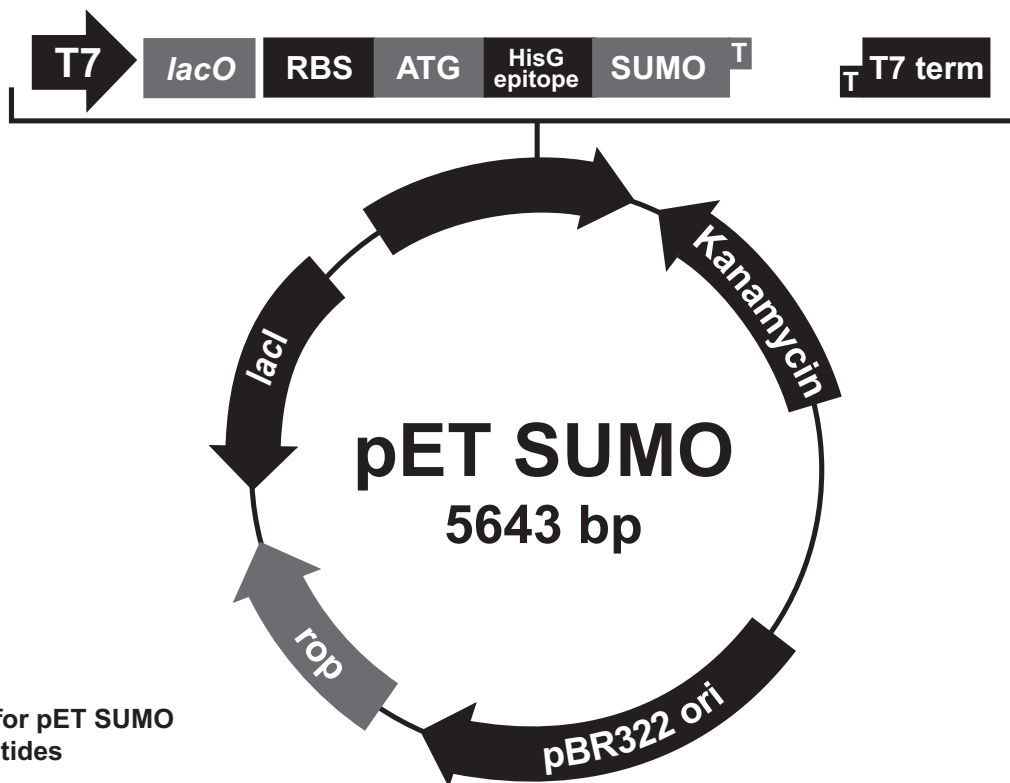 T7 lacO RBS ATG HisG epitope SUMO T T T7 term
Kanamycin
lacI
pET SUMO
5643 bp
rop
pBR322 ori
for pET SUMO
tides